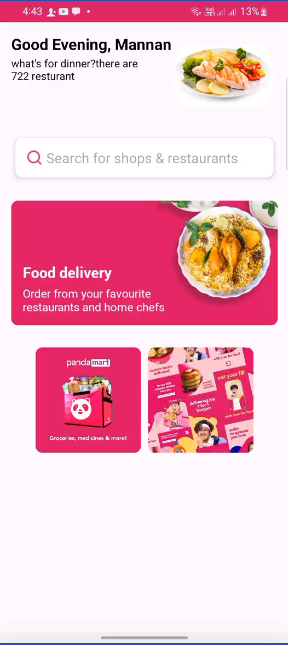 4:43
13%
Good Evening, Mannan
what's for dinner?there are
722 resturant
Search for shops & restaurants
Food delivery
Order from your favourite
restaurants and home chefs
pandamart
Groceries, medicines & more!